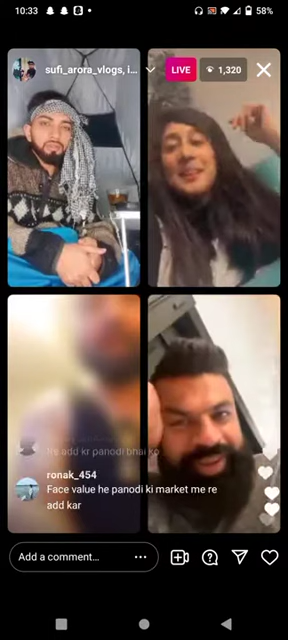 10:33
58%
sufi_arora_vlogs, i...
LIVE
1,320
Re add kr panodi bhai ko
ronak_454
Face value he panodi ki market me re
add kar
Add a comment...